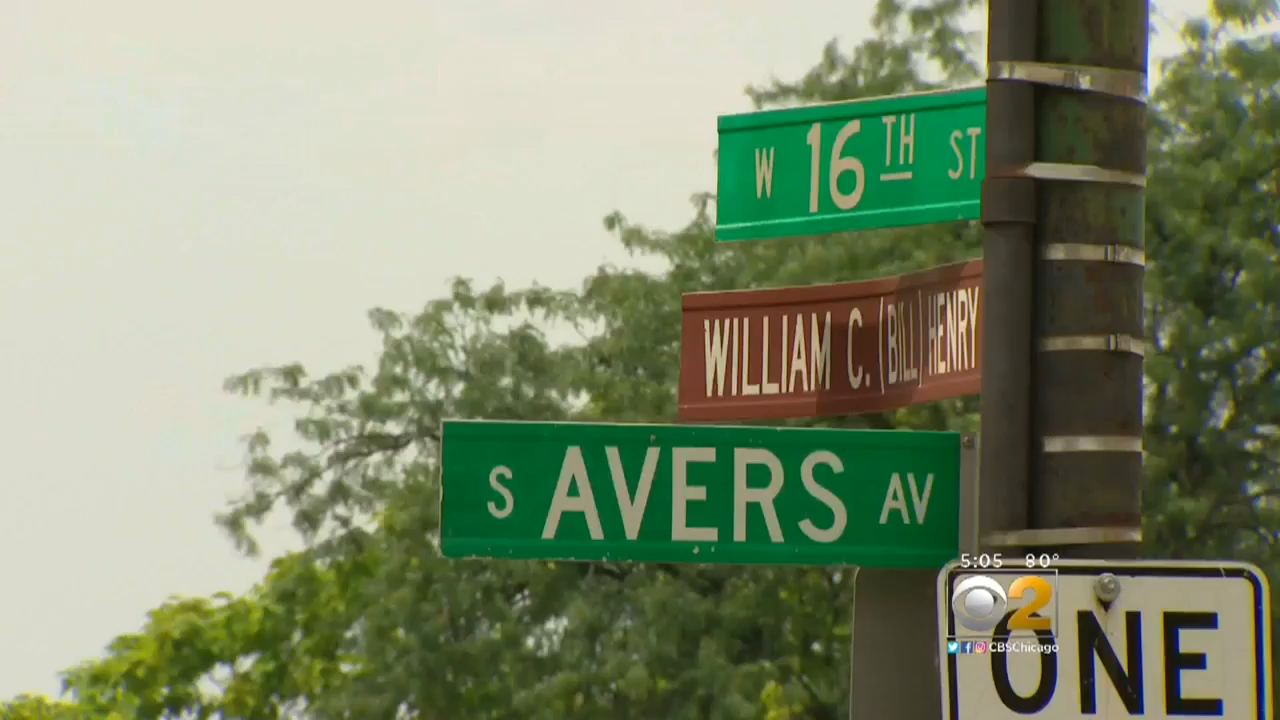 W 16TH ST
WILLIAM C. (BILL) HENRY
S AVERS AV
5:05 80°
2
CBSChicago
ONE